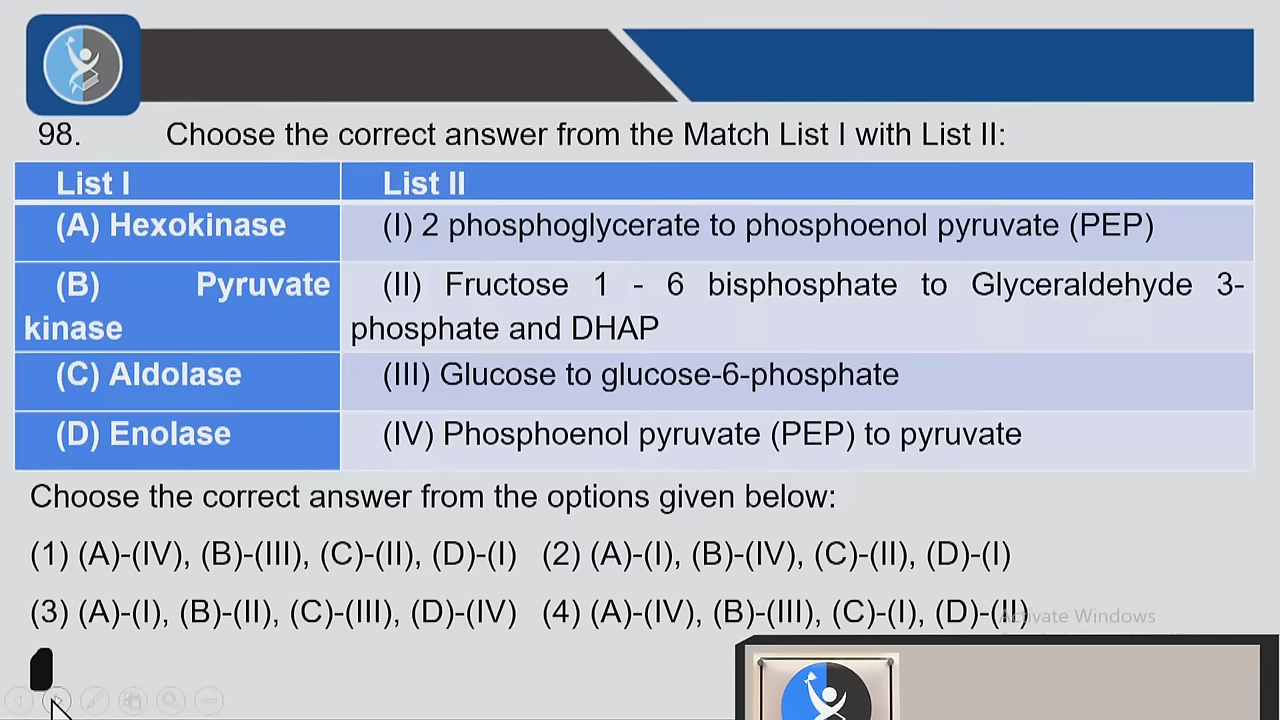 98. Choose the correct answer from the Match List I with List II:
List I List II
(A) Hexokinase (I) 2 phosphoglycerate to phosphoenol pyruvate (PEP)
(B) Pyruvate (II) Fructose 1 - 6 bisphosphate to Glyceraldehyde 3-
kinase phosphate and DHAP
(C) Aldolase (III) Glucose to glucose-6-phosphate
(D) Enolase (IV) Phosphoenol pyruvate (PEP) to pyruvate
Choose the correct answer from the options given below:
(1) (A)-(IV), (B)-(III), (C)-(II), (D)-(I) (2) (A)-(I), (B)-(IV), (C)-(II), (D)-(I)
(3) (A)-(I), (B)-(II), (C)-(III), (D)-(IV) (4) (A)-(IV), (B)-(III), (C)-(I), (D)-(II)
Activate Windows